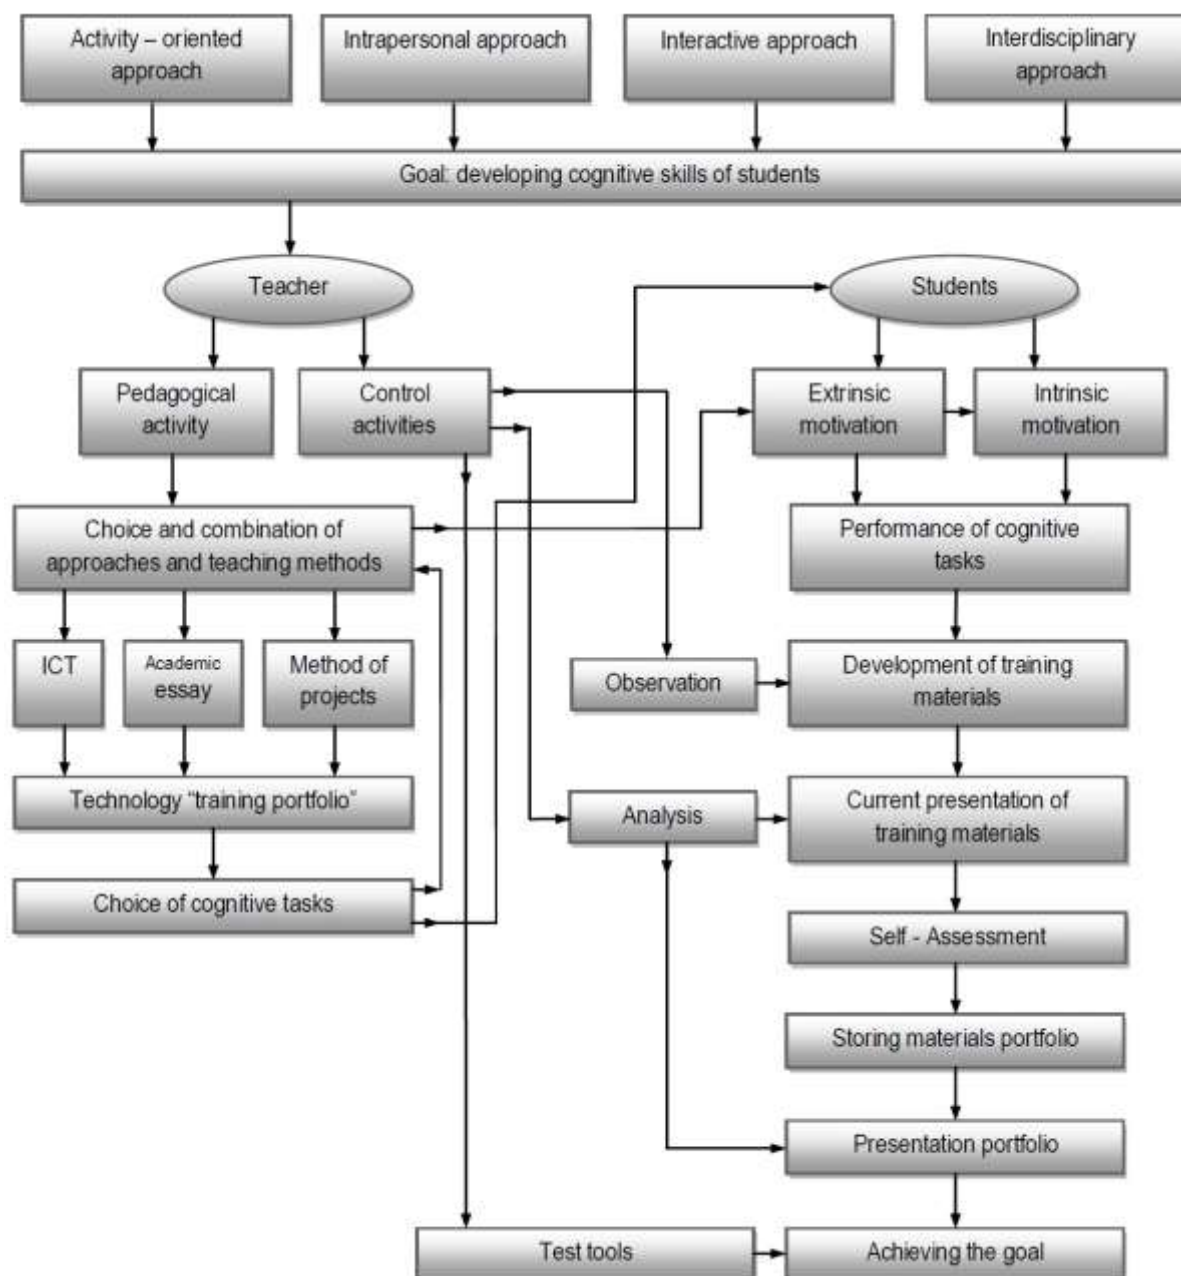 Activity – oriented
approach
Intrapersonal approach
Interactive approach
Interdisciplinary
approach
Goal: developing cognitive skills of students
Teacher
Students
Pedagogical
activity
Control
activities
Extrinsic
motivation
Intrinsic
motivation
Choice and combination of
approaches and teaching methods
Performance of cognitive
tasks
ICT
Academic
essay
Method of
projects
Observation
Development of training
materials
Technology "training portfolio"
Analysis
Current presentation of
training materials
Choice of cognitive tasks
Self - Assessment
Storing materials portfolio
Presentation portfolio
Test tools
Achieving the goal